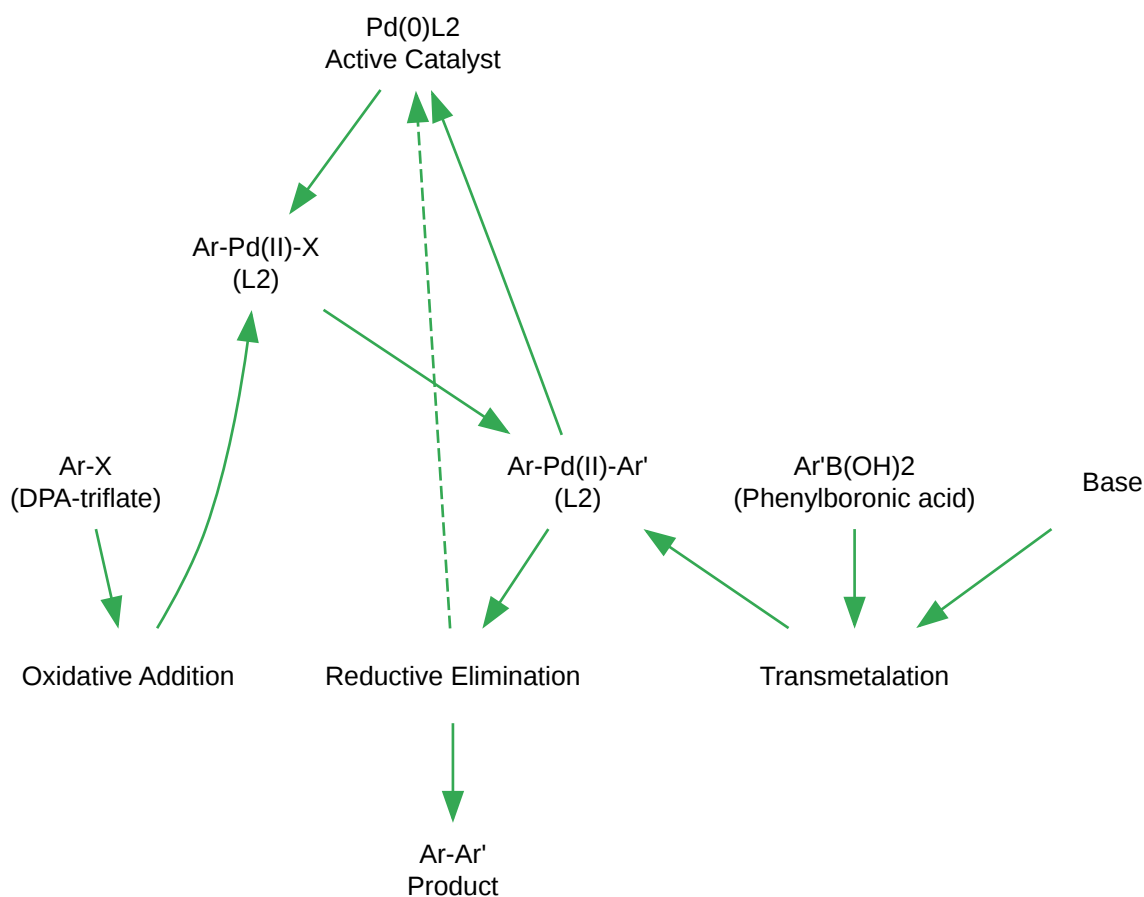 Pd(0)L2
Active Catalyst
Ar-Pd(II)-X
(L2)
Ar-X
(DPA-triflate)
Ar-Pd(II)-Ar'
(L2)
Ar'B(OH)2
(Phenylboronic acid)
Base
Oxidative Addition
Reductive Elimination
Transmetalation
Ar-Ar'
Product